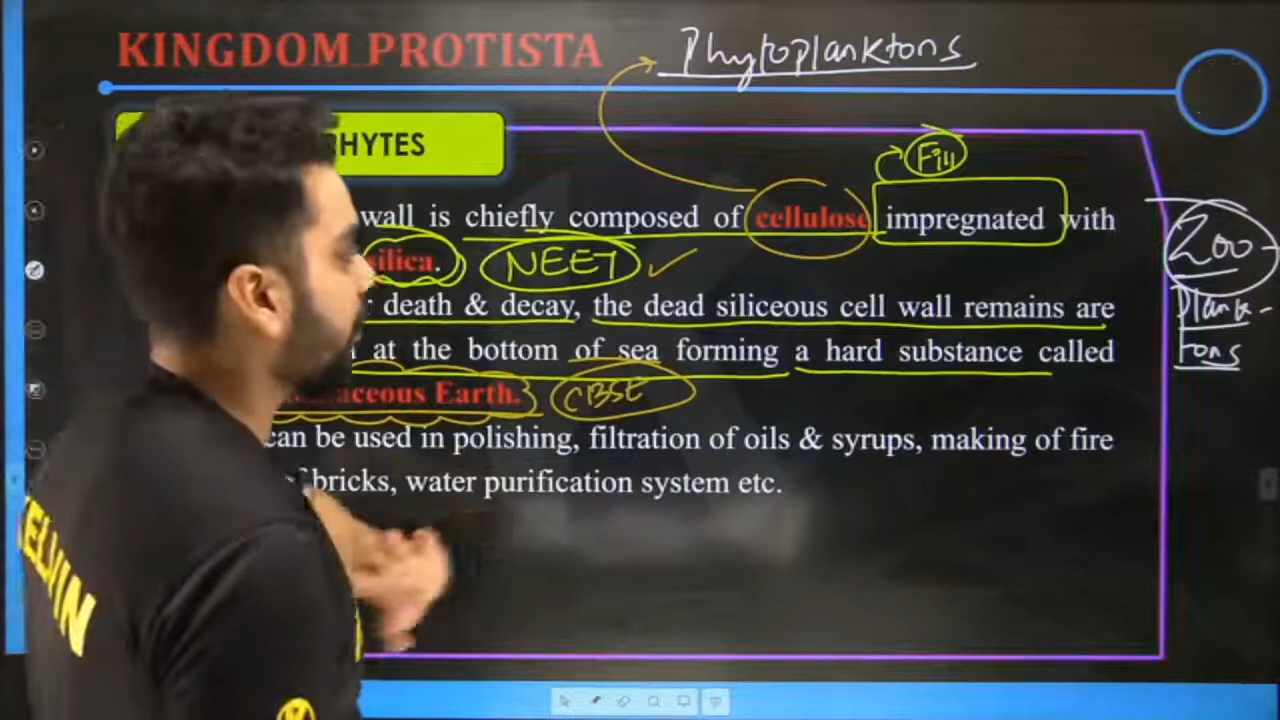 KINGDOM PROTISTA
Phytoplanktons
PHYTES
Fill
wall is chiefly composed of cellulose impregnated with
silica. NEET
death & decay, the dead siliceous cell wall remains are
at the bottom of sea forming a hard substance called
aceous Earth. CBSE
can be used in polishing, filtration of oils & syrups, making of fire
bricks, water purification system etc.
Zoo-
Plank-
tons
ELVIN